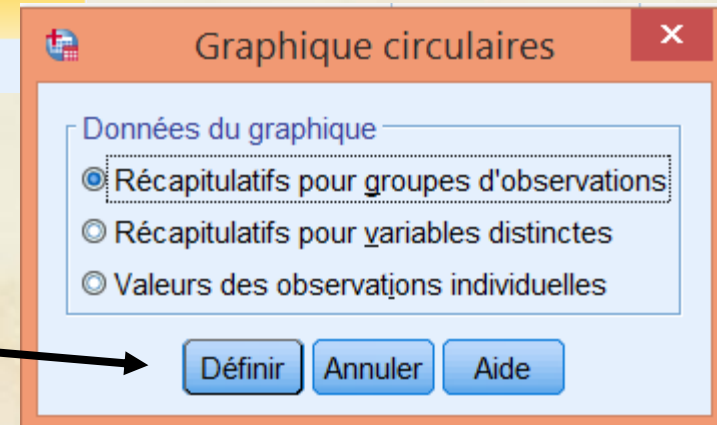 Graphique circulaires
Données du graphique
Récapitulatifs pour groupes d'observations
Récapitulatifs pour variables distinctes
Valeurs des observations individuelles
Définir Annuler Aide